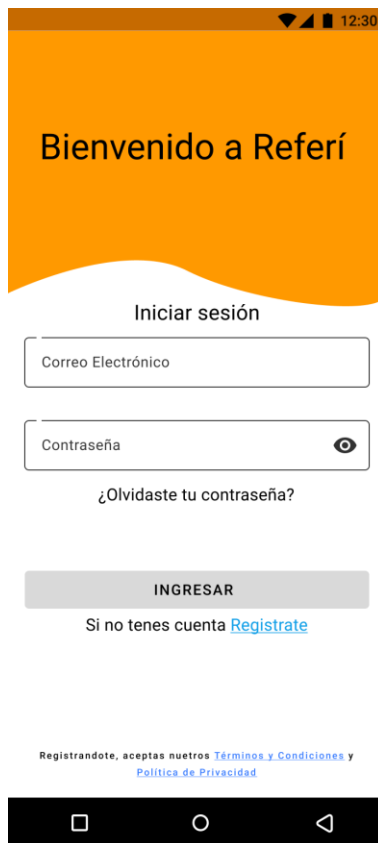 12:30
Bienvenido a Referí
Iniciar sesión
Correo Electrónico
Contraseña
¿Olvidaste tu contraseña?
INGRESAR
Si no tenes cuenta Registrate
Registrandote, aceptas nuetros Términos y Condiciones y
Política de Privacidad